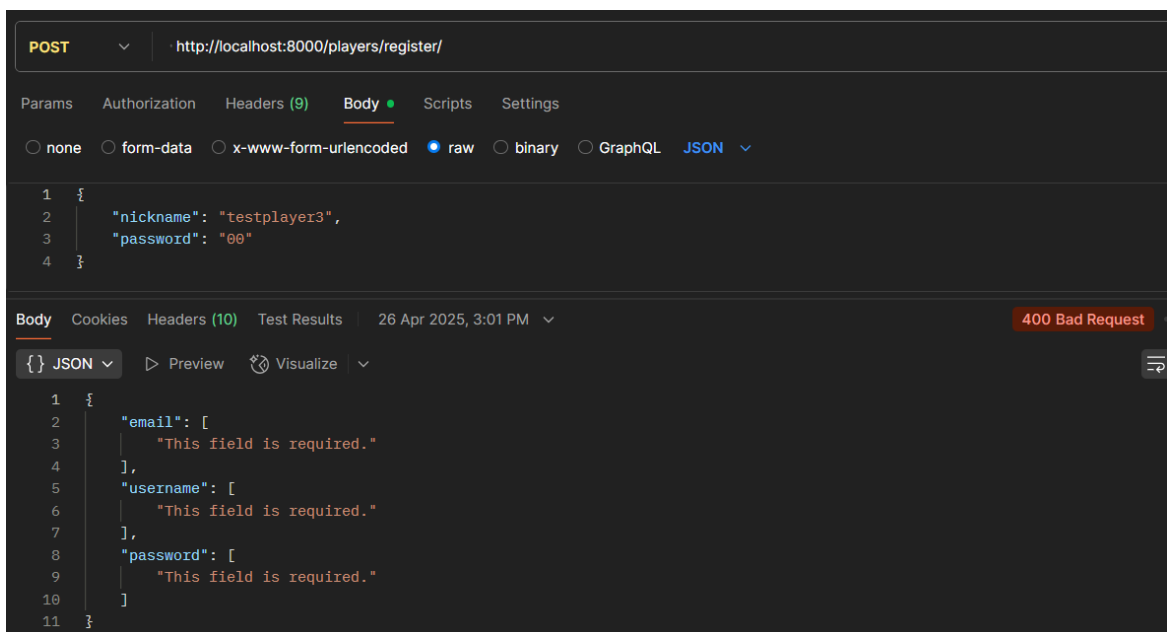 POST http://localhost:8000/players/register/
Params Authorization Headers (9) Body Scripts Settings
none form-data x-www-form-urlencoded raw binary GraphQL JSON
1 {
2 "nickname": "testplayer3",
3 "password": "00"
4 }
Body Cookies Headers (10) Test Results 26 Apr 2025, 3:01 PM 400 Bad Request
{} JSON Preview Visualize
1 {
2 "email": [
3 "This field is required."
4 ],
5 "username": [
6 "This field is required."
7 ],
8 "password": [
9 "This field is required."
10 ]
11 }